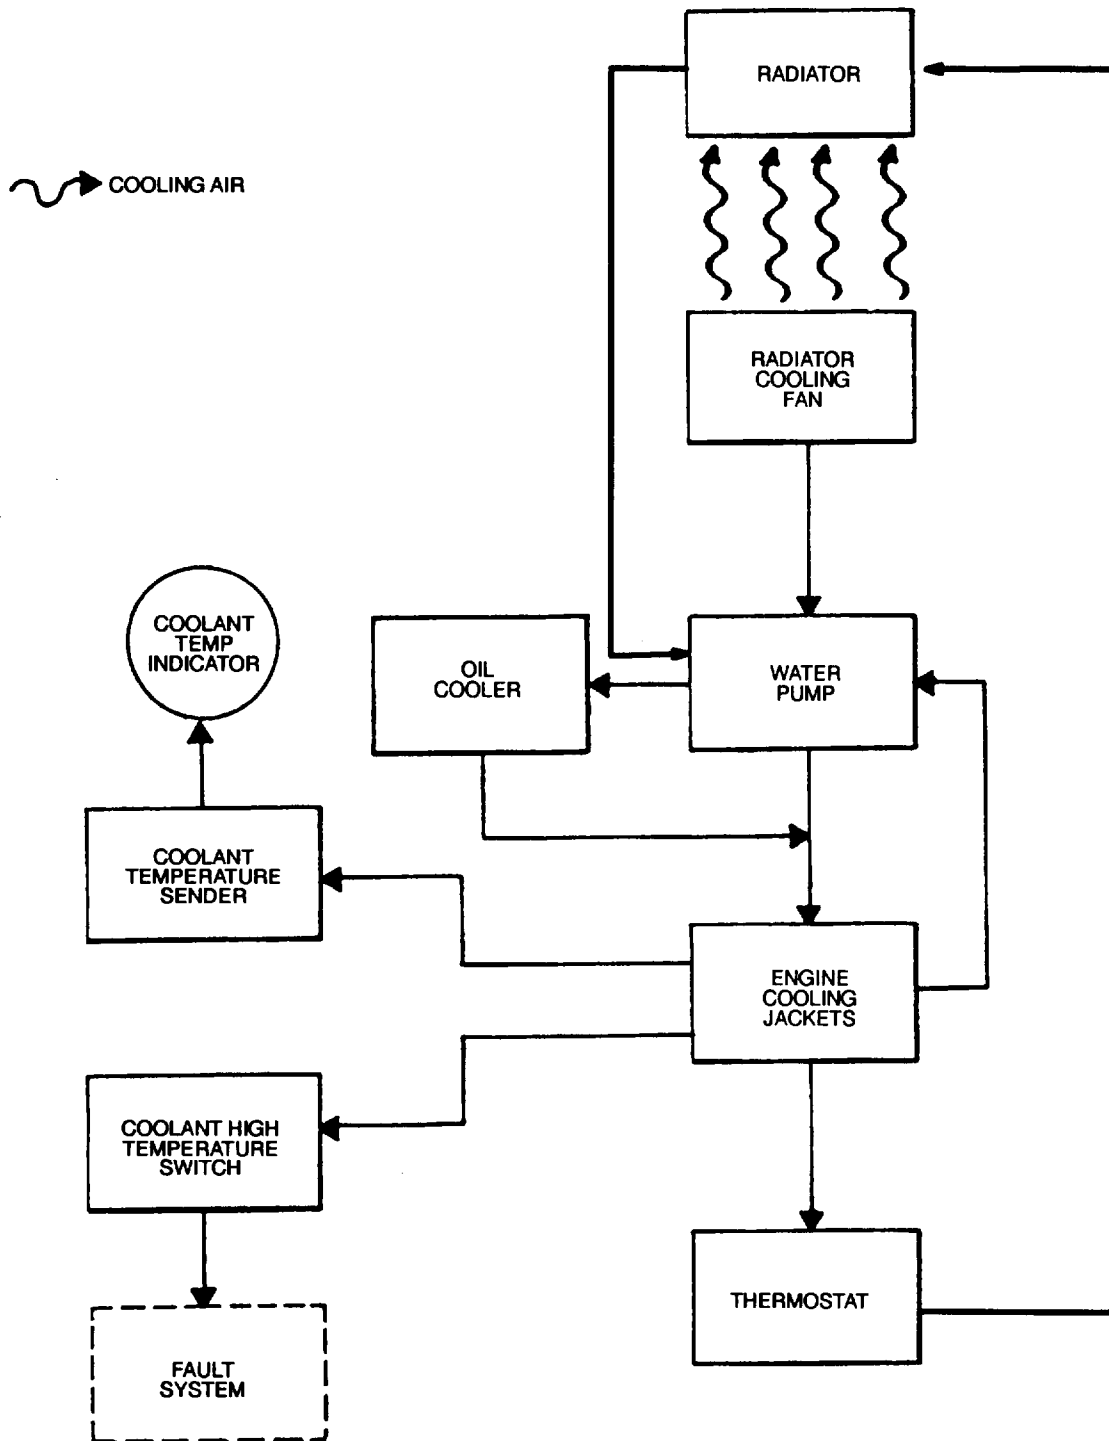 RADIATOR
COOLING AIR
RADIATOR
COOLING
FAN
COOLANT
TEMP
INDICATOR
OIL
COOLER
WATER
PUMP
COOLANT
TEMPERATURE
SENDER
ENGINE
COOLING
JACKETS
COOLANT HIGH
TEMPERATURE
SWITCH
THERMOSTAT
FAULT
SYSTEM